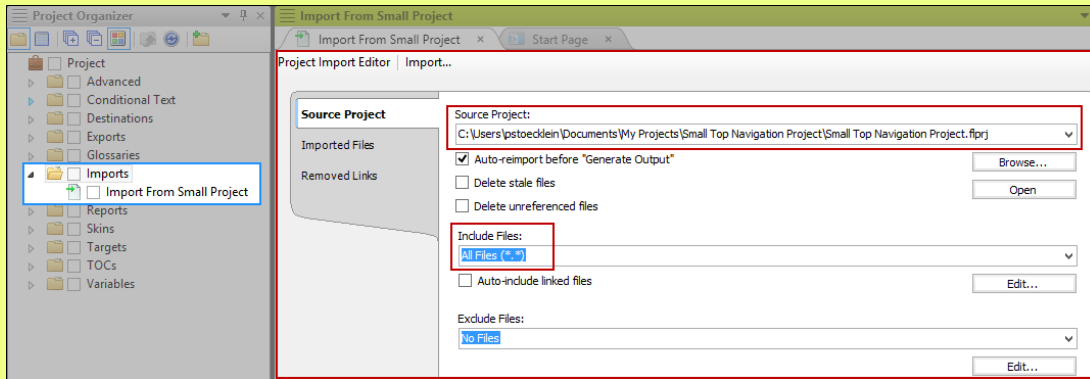 Project Organizer
Project
Advanced
Conditional Text
Destinations
Exports
Glossaries
Imports
Import From Small Project
Reports
Skins
Targets
TOCs
Variables
Import From Small Project
Import From Small Project
Start Page
Project Import Editor Import...
Source Project
Imported Files
Removed Links
Source Project:
C:\Users\pstoecklein\Documents\My Projects\Small Top Navigation Project\Small Top Navigation Project.flprj
Auto-reimport before "Generate Output"
Browse...
Delete stale files
Open
Delete unreferenced files
Include Files:
All Files (*.*)
Auto-include linked files
Edit...
Exclude Files:
No Files
Edit...